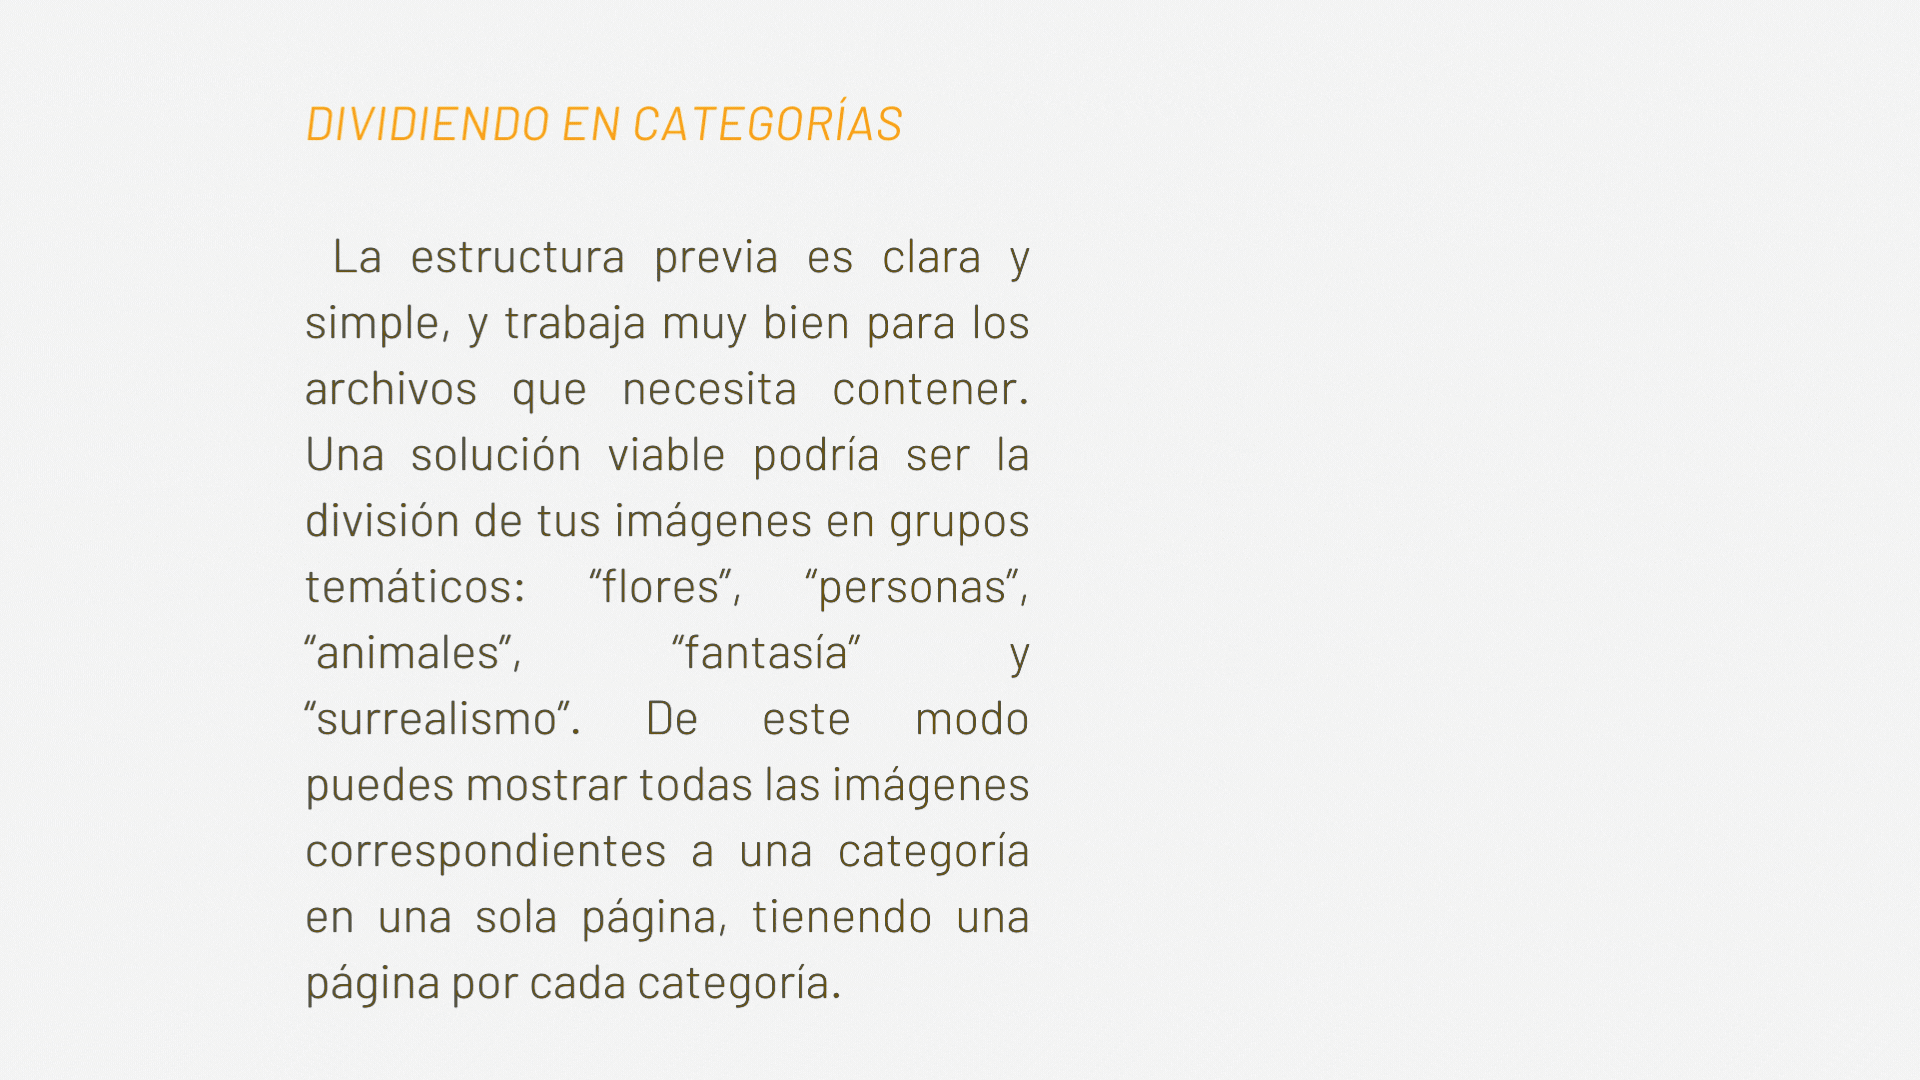 DIVIDIENDO EN CATEGORÍAS
La estructura previa es clara y
simple, y trabaja muy bien para los
archivos que necesita contener.
Una solución viable podría ser la
división de tus imágenes en grupos
temáticos: “flores”, “personas”,
“animales”, “fantasía” y
“surrealismo”. De este modo
puedes mostrar todas las imágenes
correspondientes a una categoría
en una sola página, tienendo una
página por cada categoría.